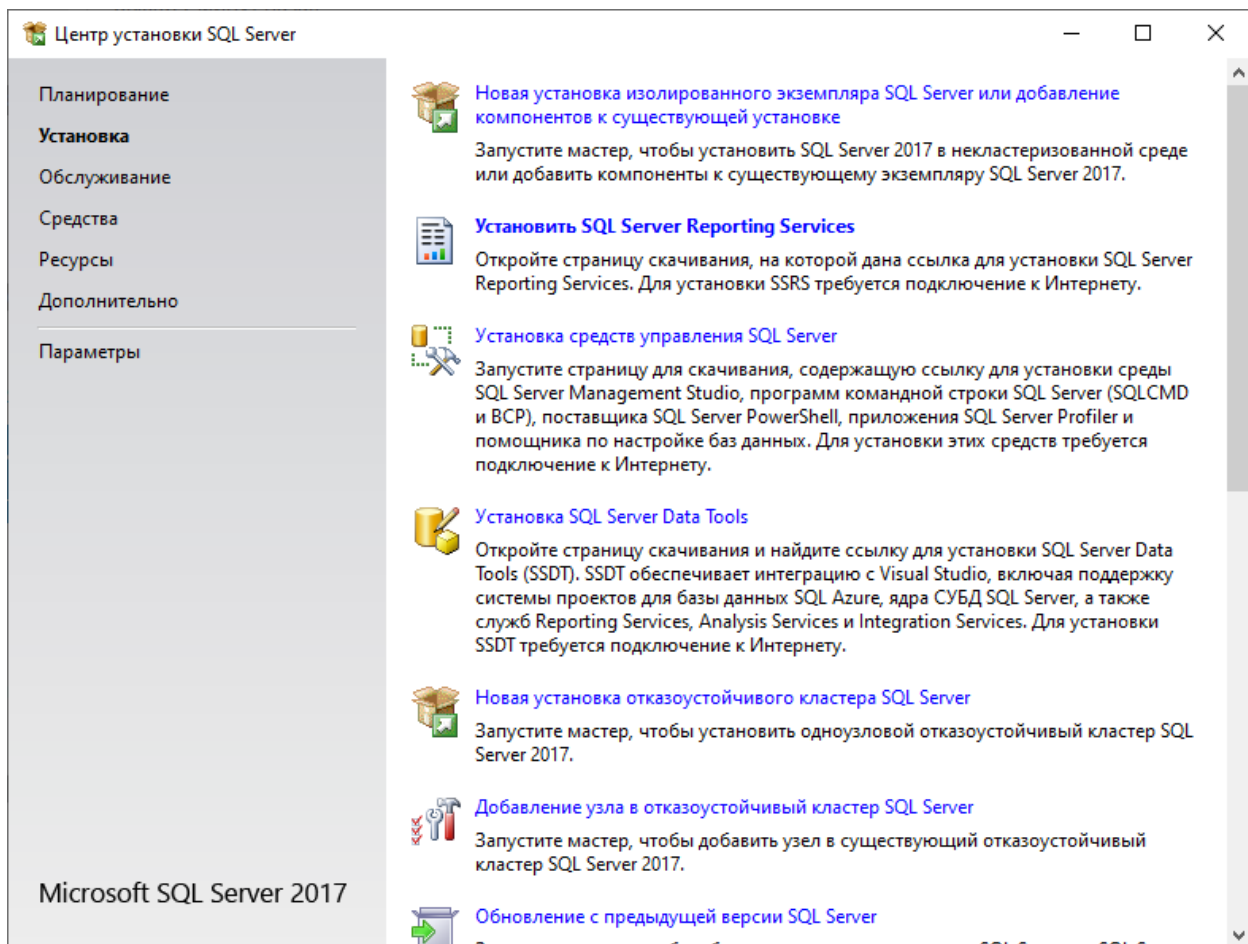 Центр установки SQL Server
Планирование
Установка
Обслуживание
Средства
Ресурсы
Дополнительно
Параметры
Microsoft SQL Server 2017
Новая установка изолированного экземпляра SQL Server или добавление
компонентов к существующей установке
Запустите мастер, чтобы установить SQL Server 2017 в некластеризованной среде
или добавить компоненты к существующему экземпляру SQL Server 2017.
Установить SQL Server Reporting Services
Откройте страницу скачивания, на которой дана ссылка для установки SQL Server
Reporting Services. Для установки SSRS требуется подключение к Интернету.
Установка средств управления SQL Server
Запустите страницу для скачивания, содержащую ссылку для установки среды
SQL Server Management Studio, программ командной строки SQL Server (SQLCMD
и BCP), поставщика SQL Server PowerShell, приложения SQL Server Profiler и
помощника по настройке баз данных. Для установки этих средств требуется
подключение к Интернету.
Установка SQL Server Data Tools
Откройте страницу скачивания и найдите ссылку для установки SQL Server Data
Tools (SSDT). SSDT обеспечивает интеграцию с Visual Studio, включая поддержку
системы проектов для базы данных SQL Azure, ядра СУБД SQL Server, а также
служб Reporting Services, Analysis Services и Integration Services. Для установки
SSDT требуется подключение к Интернету.
Новая установка отказоустойчивого кластера SQL Server
Запустите мастер, чтобы установить одноузловой отказоустойчивый кластер SQL
Server 2017.
Добавление узла в отказоустойчивый кластер SQL Server
Запустите мастер, чтобы добавить узел в существующий отказоустойчивый
кластер SQL Server 2017.
Обновление с предыдущей версии SQL Server